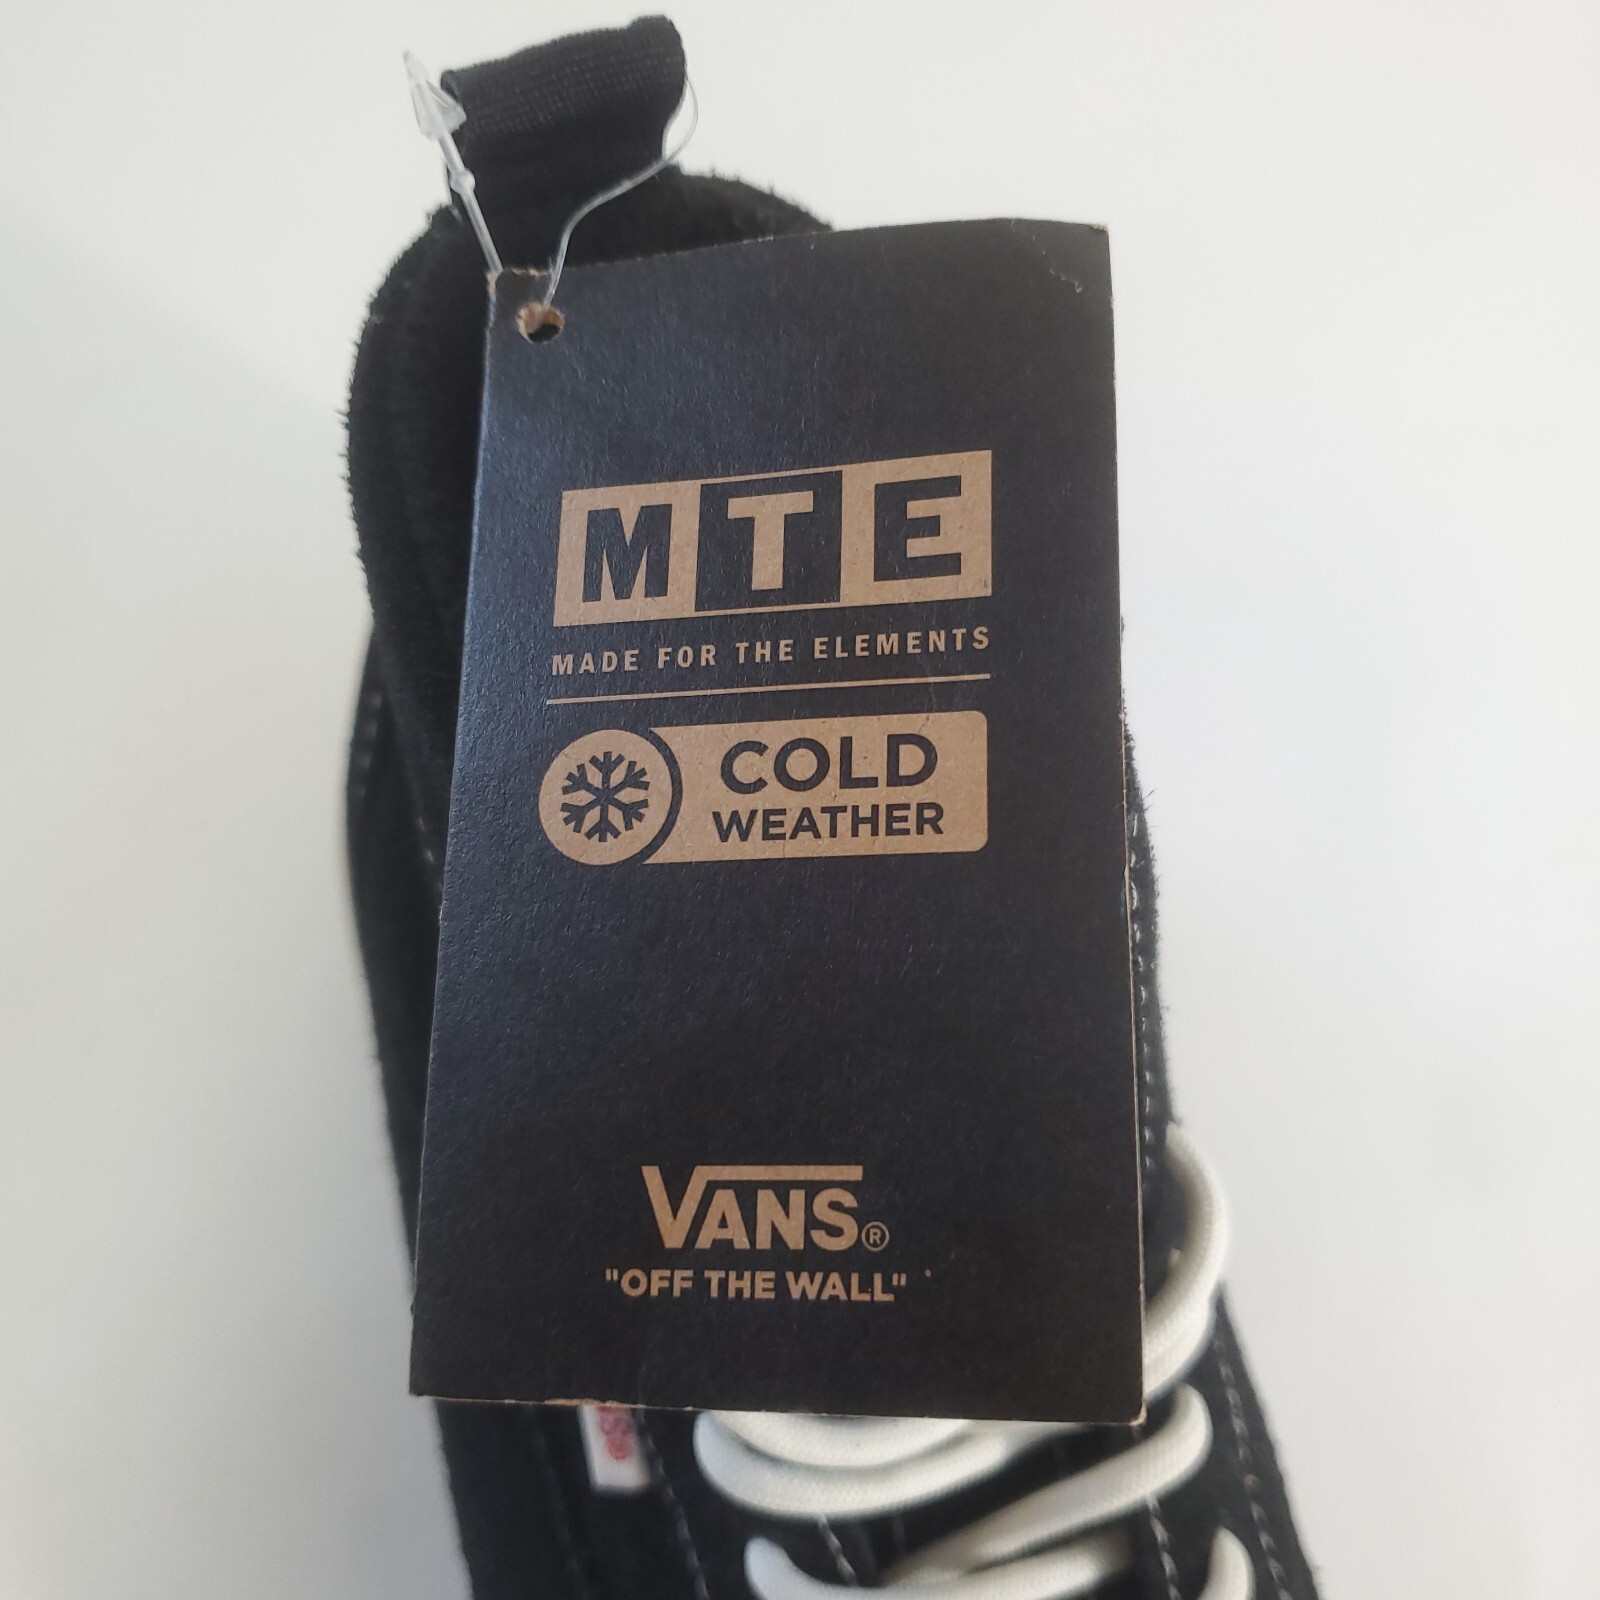 MTE
MADE FOR THE ELEMENTS
COLD
WEATHER
VANS®
"OFF THE WALL"